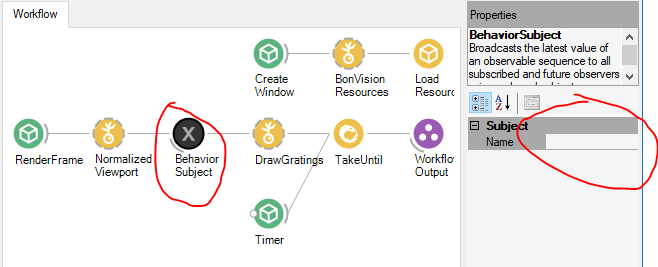 Workflow
Create
Window
BonVision
Resources
Load
Resour
RenderFrame
Normalized
Viewport
X
Behavior
Subject
DrawGratings
TakeUntil
Workflow
Output
Timer
Properties
BehaviorSubject
Broadcasts the latest value of
an observable sequence to all
subscribed and future observers
A
Z
Subject
Name